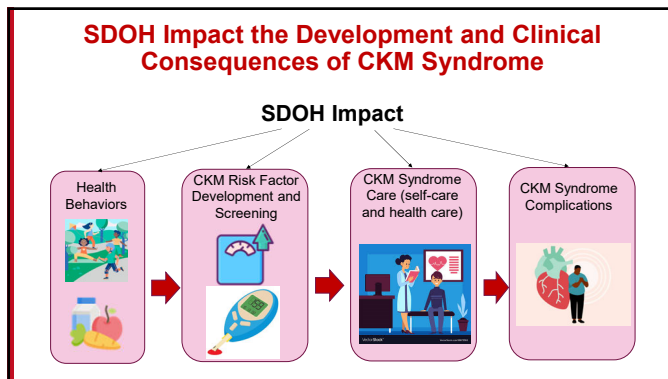 SDOH Impact the Development and Clinical
Consequences of CKM Syndrome
SDOH Impact
Health
Behaviors
CKM Risk Factor
Development and
Screening
CKM Syndrome
Care (self-care
and health care)
CKM Syndrome
Complications